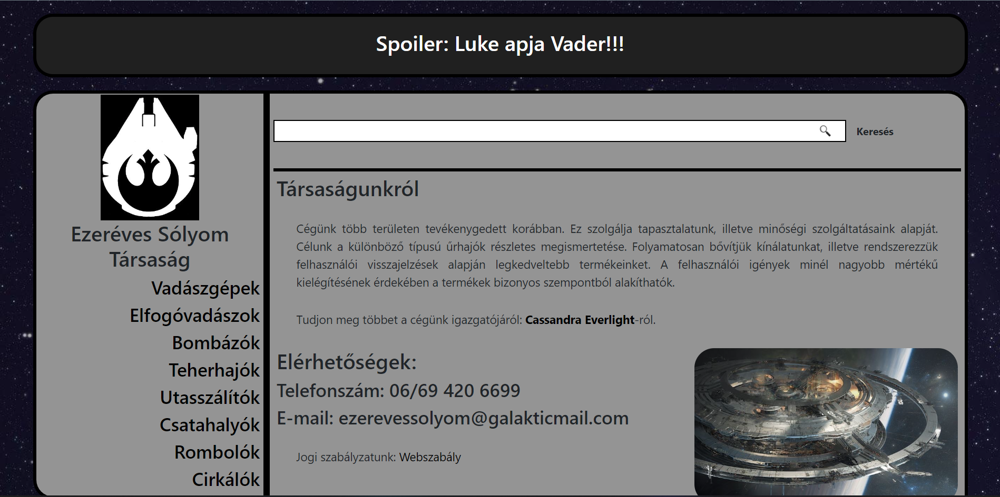 Spoiler: Luke apja Vader!!!
Ezeréves Sólyom
Társaság
Vadászgépek
Elfogóvadászok
Bombázók
Teherhajók
Utasszálítók
Csatahalyók
Rombolók
Cirkálók
Keresés
Társaságunkról
Cégünk több területen tevékenygedett korábban. Ez szolgálja tapasztalatunk, illetve minőségi szolgáltatásaink alapját.
Célunk a különböző típusú űrhajók részletes megismertetése. Folyamatosan bővítjük kínálatunkat, illetve rendszerezzük
felhasználói visszajelzések alapján legkedveltebb termékeinket. A felhasználói igények minél nagyobb mértékű
kielégítésének érdekében a termékek bizonyos szempontból alakíthatók.
Tudjon meg többet a cégünk igazgatójáról: Cassandra Everlight-ról.
Elérhetőségek:
Telefonszám: 06/69 420 6699
E-mail: ezerevessolyom@galakticmail.com
Jogi szabályzatunk: Webszabály